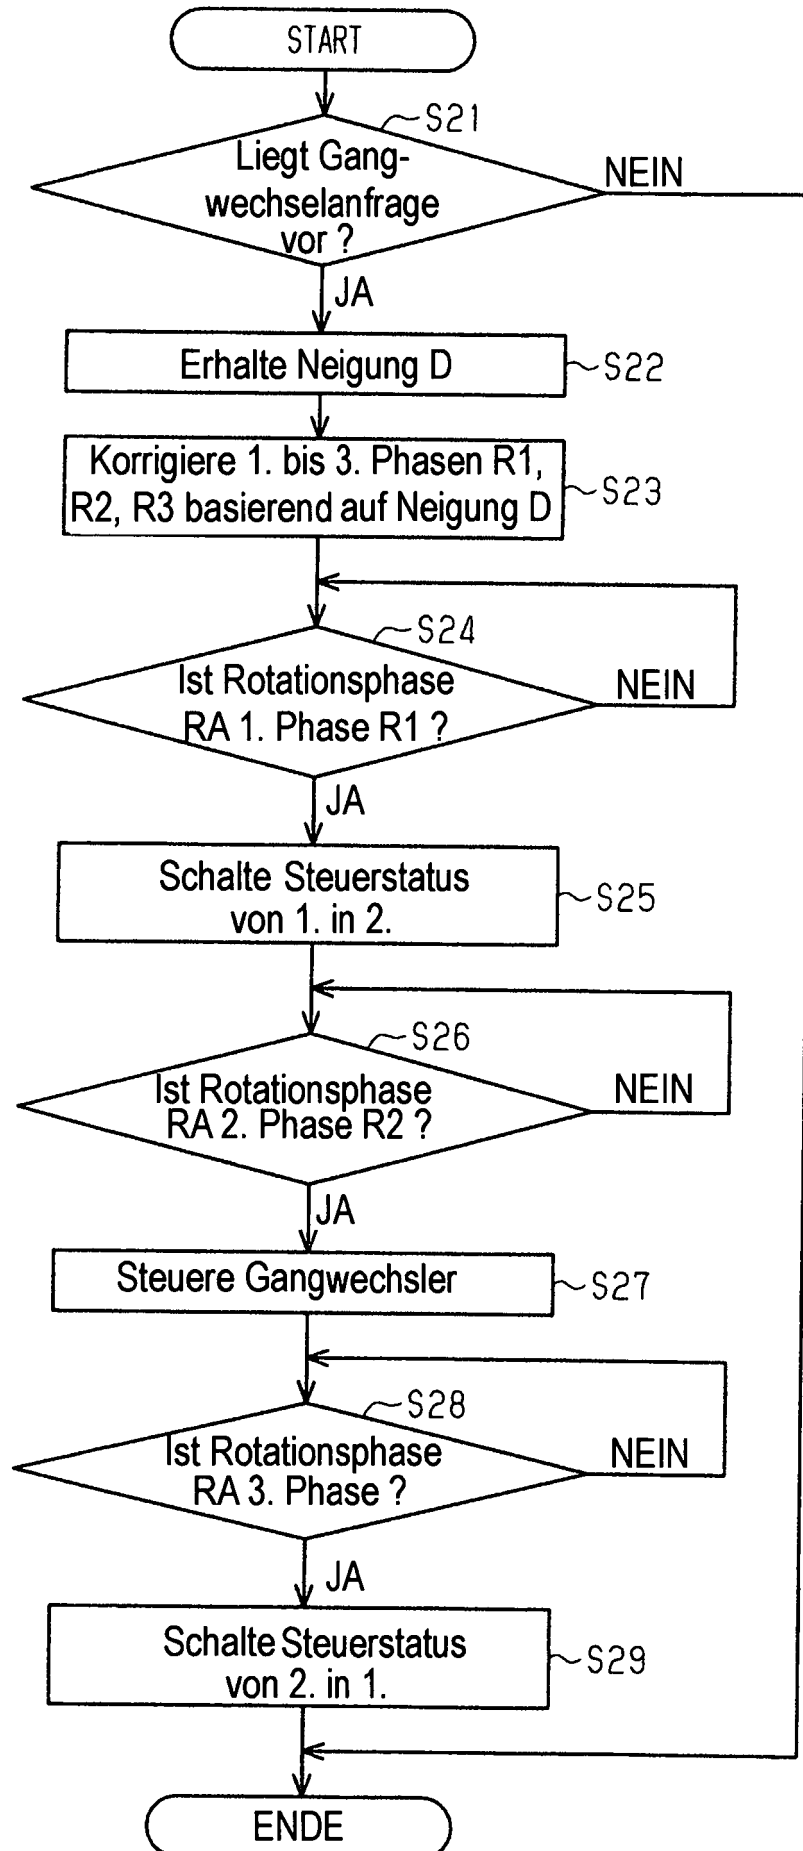 START
S21
Liegt Gang-
wechselanfrage
vor ?
NEIN
JA
Erhalte Neigung D
S22
Korrigiere 1. bis 3. Phasen R1,
R2, R3 basierend auf Neigung D
S23
S24
Ist Rotationsphase
RA 1. Phase R1 ?
NEIN
JA
Schalte Steuerstatus
von 1. in 2.
S25
S26
Ist Rotationsphase
RA 2. Phase R2 ?
NEIN
JA
Steuere Gangwechsler
S27
S28
Ist Rotationsphase
RA 3. Phase ?
NEIN
JA
Schalte Steuerstatus
von 2. in 1.
S29
ENDE